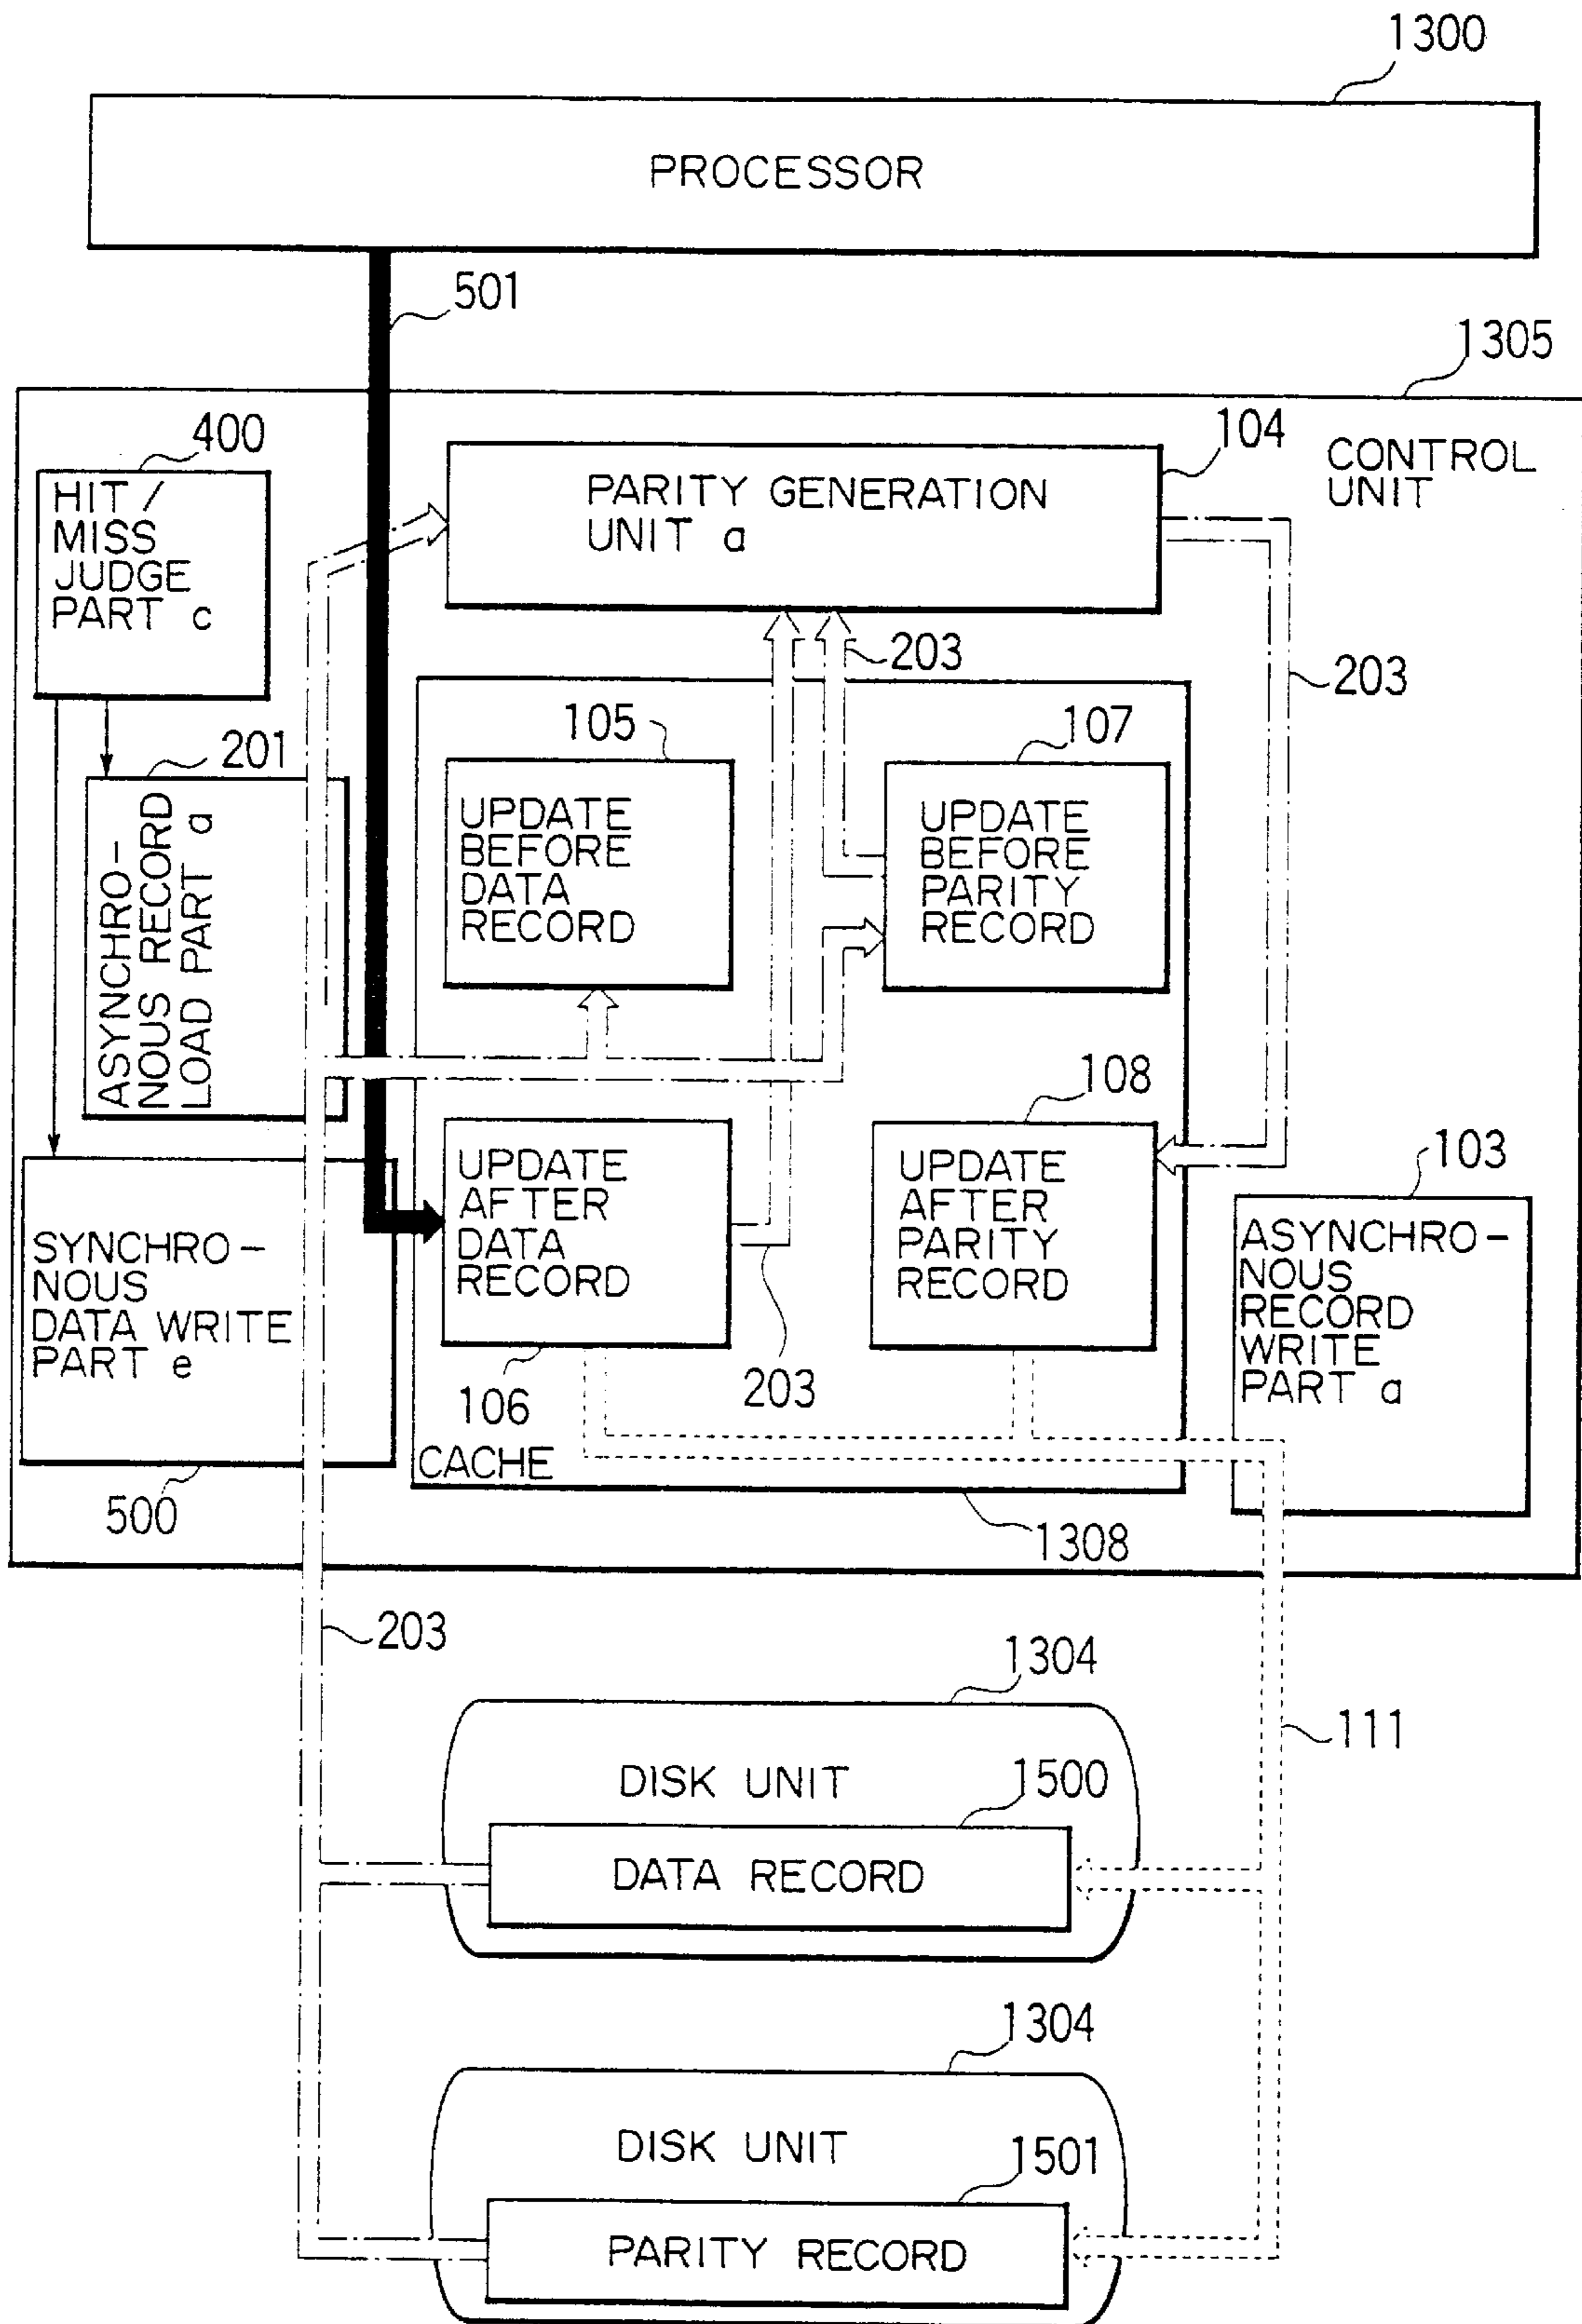 1300
PROCESSOR
501
1305
400
104
CONTROL
UNIT
HIT /
MISS
JUDGE
PART c
PARITY GENERATION
UNIT a
203
203
201
105
107
ASYNCHRO-
NOUS RECORD
LOAD PART a
UPDATE
BEFORE
DATA
RECORD
UPDATE
BEFORE
PARITY
RECORD
108
103
SYNCHRO-
NOUS
DATA WRITE
PART e
UPDATE
AFTER
DATA
RECORD
UPDATE
AFTER
PARITY
RECORD
ASYNCHRO-
NOUS
RECORD
WRITE
PART a
106
203
CACHE
500
1308
203
1304
111
DISK UNIT
1500
DATA RECORD
1304
DISK UNIT
1501
PARITY RECORD